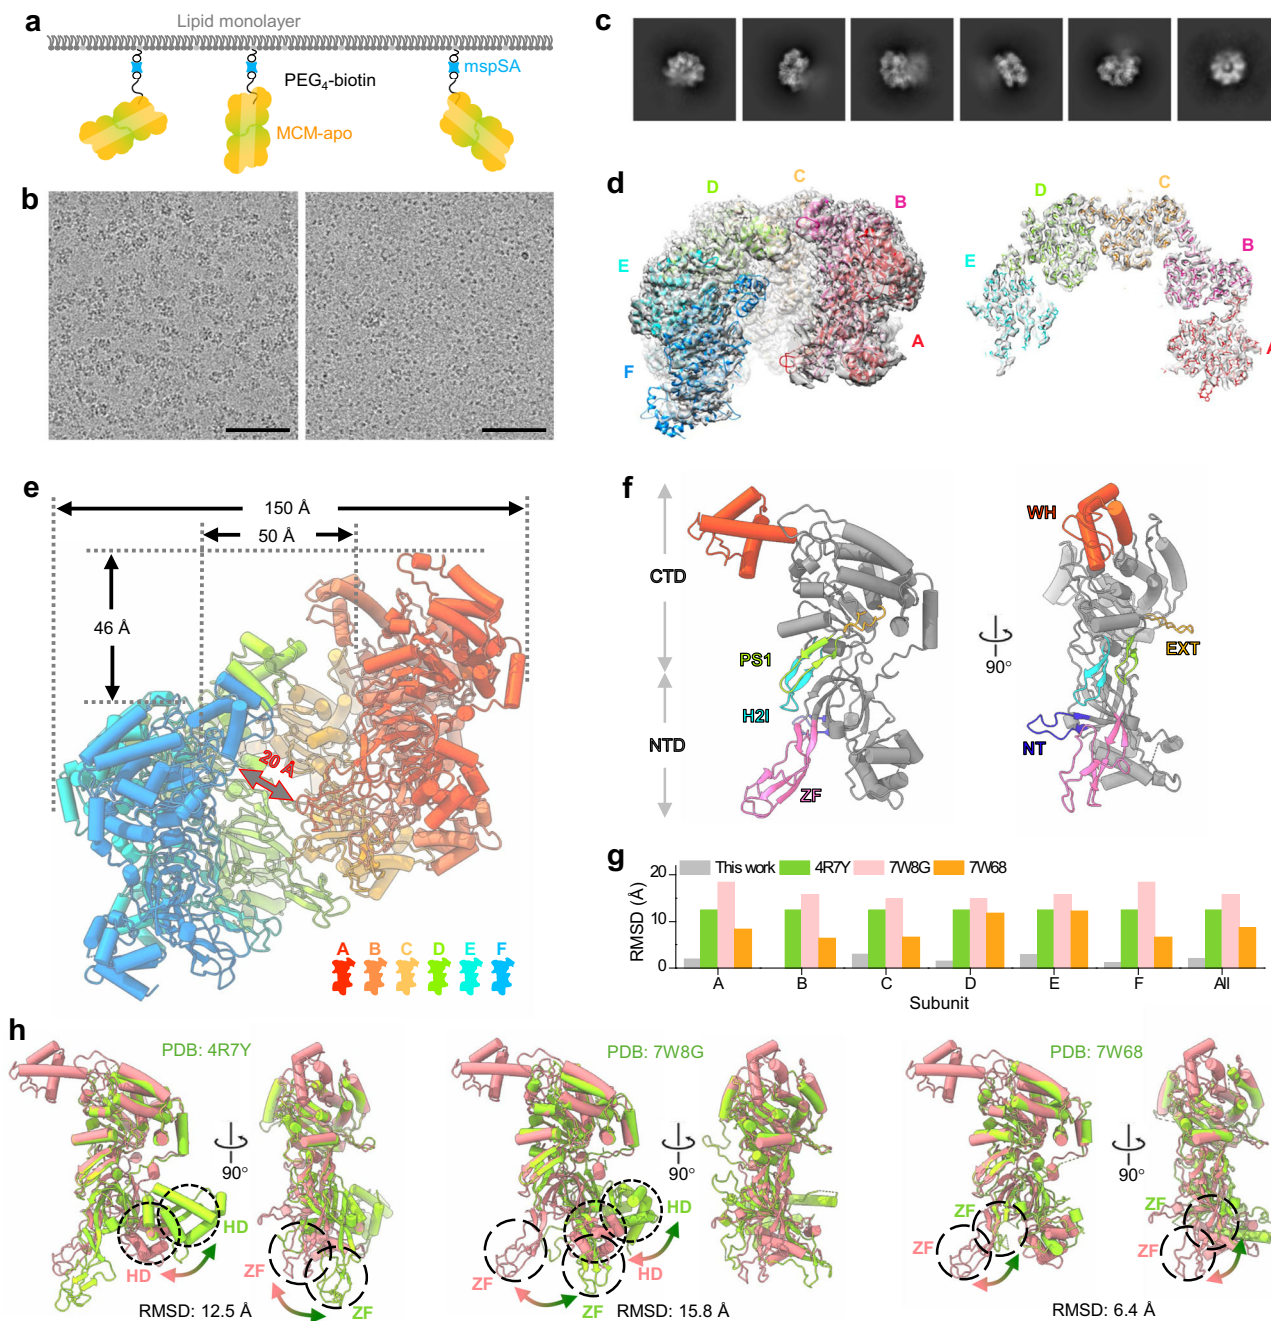 a
Lipid monolayer
mspSA
PEG4-biotin
MCM-apo
b
c
d
D
C
B
E
A
F
D
C
B
E
A
e
150 Å
50 Å
46 Å
20 Å
A B C D E F
f
CTD
NTD
PS1
H2I
ZF
90°
WH
EXT
NT
g
This work 4R7Y 7W8G 7W68
RMSD (Å)
20
10
0
A B C D E F All
Subunit
h
PDB: 4R7Y
90°
HD
HD
ZF
ZF
RMSD: 12.5 Å
PDB: 7W8G
90°
HD
ZF
HD
ZF
RMSD: 15.8 Å
PDB: 7W68
90°
ZF
ZF
ZF
ZF
RMSD: 6.4 Å